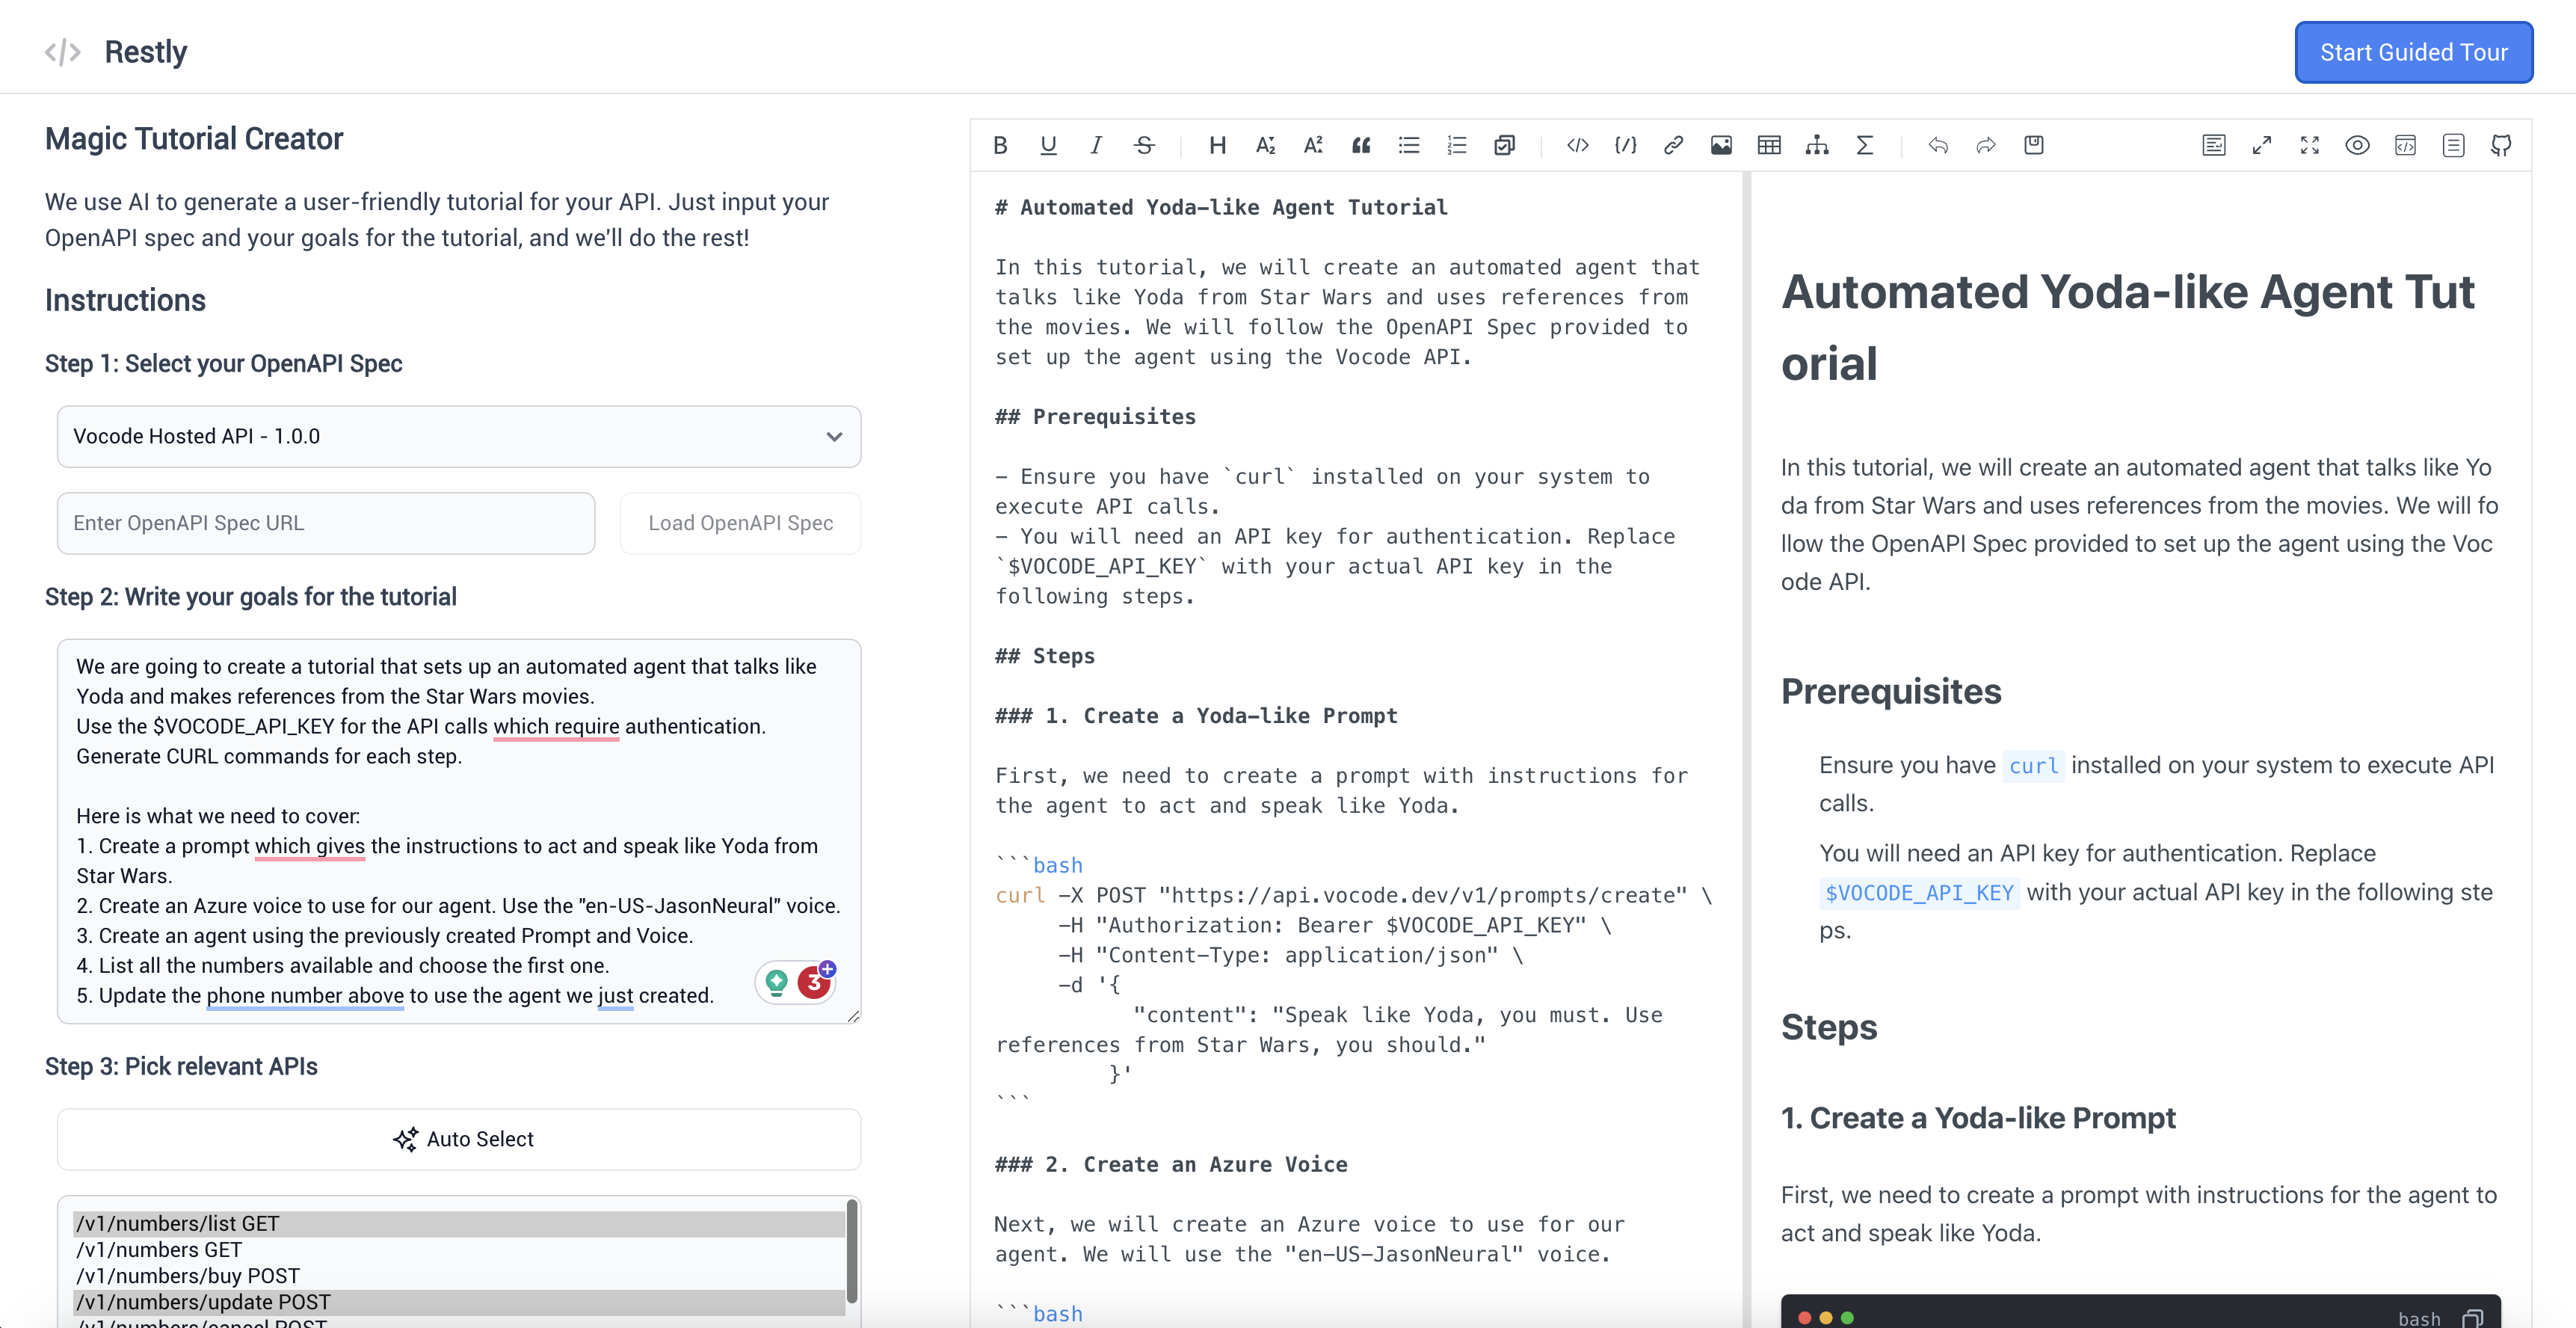 Restly
Start Guided Tour
Magic Tutorial Creator
We use AI to generate a user-friendly tutorial for your API. Just input your
OpenAPI spec and your goals for the tutorial, and we'll do the rest!
Instructions
Step 1: Select your OpenAPI Spec
Vocode Hosted API - 1.0.0
Enter OpenAPI Spec URL
Load OpenAPI Spec
Step 2: Write your goals for the tutorial
We are going to create a tutorial that sets up an automated agent that talks like
Yoda and makes references from the Star Wars movies.
Use the $VOCODE_API_KEY for the API calls which require authentication.
Generate CURL commands for each step.
Here is what we need to cover:
1. Create a prompt which gives the instructions to act and speak like Yoda from
Star Wars.
2. Create an Azure voice to use for our agent. Use the "en-US-JasonNeural" voice.
3. Create an agent using the previously created Prompt and Voice.
4. List all the numbers available and choose the first one.
5. Update the phone number above to use the agent we just created.
3
Step 3: Pick relevant APIs
Auto Select
/v1/numbers/list GET
/v1/numbers GET
/v1/numbers/buy POST
/v1/numbers/update POST
/v1/numbers/cancel POST
# Automated Yoda-like Agent Tutorial
In this tutorial, we will create an automated agent that
talks like Yoda from Star Wars and uses references from
the movies. We will follow the OpenAPI Spec provided to
set up the agent using the Vocode API.
## Prerequisites
- Ensure you have `curl` installed on your system to
execute API calls.
- You will need an API key for authentication. Replace
`$VOCODE_API_KEY` with your actual API key in the
following steps.
## Steps
### 1. Create a Yoda-like Prompt
First, we need to create a prompt with instructions for
the agent to act and speak like Yoda.
```bash
curl -X POST "https://api.vocode.dev/v1/prompts/create" \
-H "Authorization: Bearer $VOCODE_API_KEY" \
-H "Content-Type: application/json" \
-d '{
"content": "Speak like Yoda, you must. Use
references from Star Wars, you should."
}'
```
### 2. Create an Azure Voice
Next, we will create an Azure voice to use for our
agent. We will use the "en-US-JasonNeural" voice.
```bash
Automated Yoda-like Agent Tut
orial
In this tutorial, we will create an automated agent that talks like Yo
da from Star Wars and uses references from the movies. We will fo
llow the OpenAPI Spec provided to set up the agent using the Voc
ode API.
Prerequisites
Ensure you have curl installed on your system to execute API
calls.
You will need an API key for authentication. Replace
$VOCODE_API_KEY with your actual API key in the following ste
ps.
Steps
1. Create a Yoda-like Prompt
First, we need to create a prompt with instructions for the agent to
act and speak like Yoda.
bash